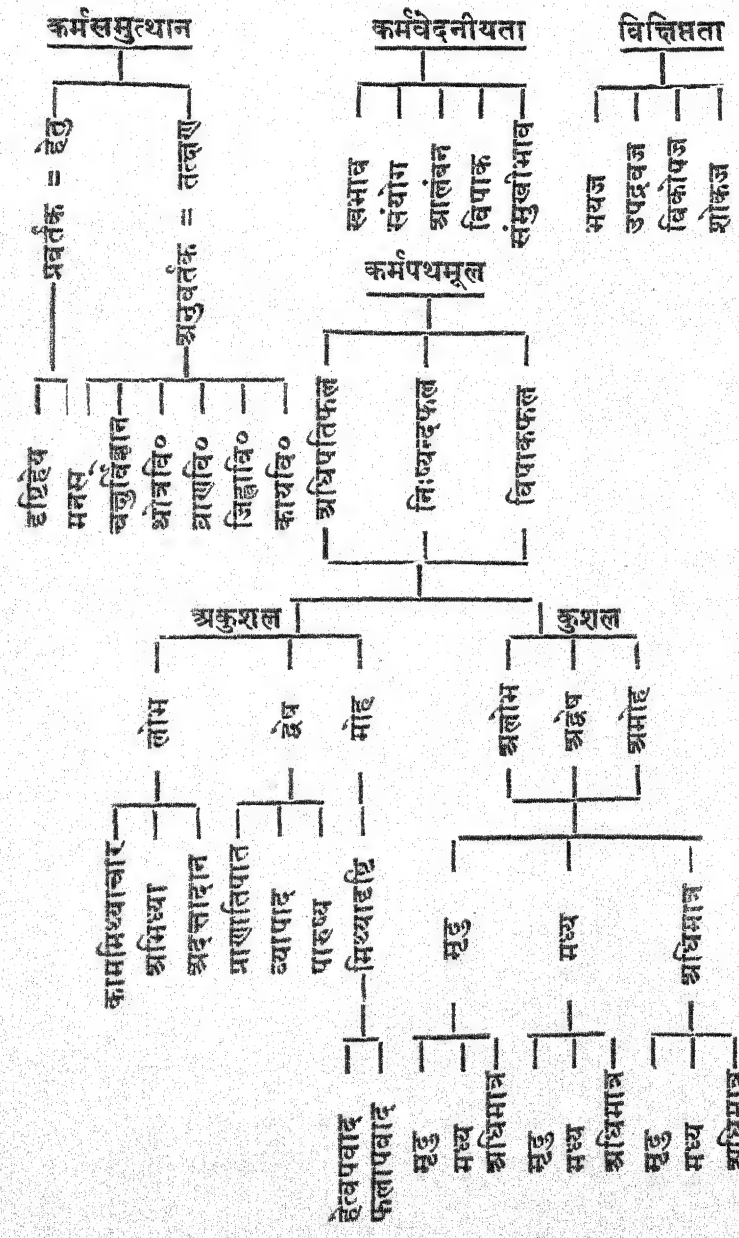 कर्मसमुत्थान
प्रवर्तक = हेतु
दृष्टिहेय
मनस्
अनुवर्तक = तत्क्षण
चक्षुर्विज्ञान
श्रोत्रवि०
घ्राणवि०
जिह्वावि०
कायवि०
कर्मवेदनीयता
स्वभाव
संयोग
आलंबन
विपाक
संमुखीभाव
विक्षिप्तता
भयज
उपद्रवज
विकोपज
शोकज
कर्मपथमूल
अधिपतिफल
निःष्यन्दफल
विपाकफल
अकुशल
लोभ
काममिथ्याचार
अभिध्या
अदत्तादान
द्वेष
प्राणातिपात
व्यापाद
पारुष्य
मोह
मिथ्यादृष्टि
हेत्वपवाद
फलापवाद
कुशल
अलोभ
अद्वेष
अमोह
मृदु
मृदु
मध्य
अधिमात्र
मध्य
मृदु
मध्य
अधिमात्र
अधिमात्र
मृदु
मध्य
अधिमात्र